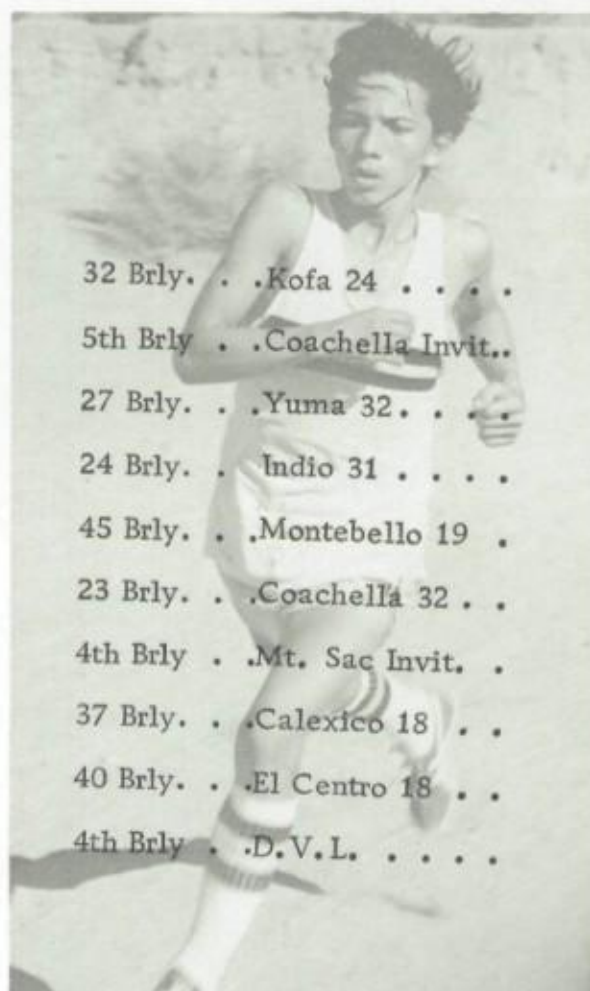 32 Brly. . .Kofa 24 . . . .
5th Brly . .Coachella Invit..
27 Brly. . .Yuma 32. . . .
24 Brly. . Indio 31 . . . .
45 Brly. . .Montebello 19 .
23 Brly. . .Coachella 32 . .
4th Brly . .Mt. Sac Invit. .
37 Brly. . .Calexico 18 . .
40 Brly. . .El Centro 18 . .
4th Brly . .D.V.L. . . . .